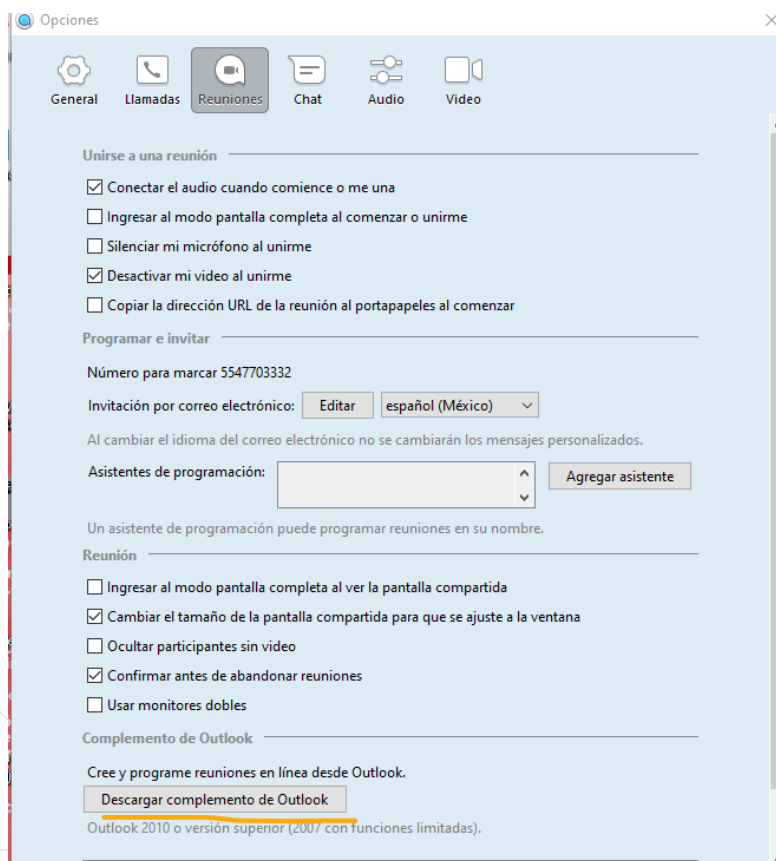 Opciones
General
Llamadas
Reuniones
Chat
Audio
Video
Unirse a una reunión
Conectar el audio cuando comience o me una
Ingresar al modo pantalla completa al comenzar o unirme
Silenciar mi micrófono al unirme
Desactivar mi video al unirme
Copiar la dirección URL de la reunión al portapapeles al comenzar
Programar e invitar
Número para marcar 5547703332
Invitación por correo electrónico: Editar español (México)
Al cambiar el idioma del correo electrónico no se cambiarán los mensajes personalizados.
Asistentes de programación: Agregar asistente
Un asistente de programación puede programar reuniones en su nombre.
Reunión
Ingresar al modo pantalla completa al ver la pantalla compartida
Cambiar el tamaño de la pantalla compartida para que se ajuste a la ventana
Ocultar participantes sin video
Confirmar antes de abandonar reuniones
Usar monitores dobles
Complemento de Outlook
Cree y programe reuniones en línea desde Outlook.
Descargar complemento de Outlook
Outlook 2010 o versión superior (2007 con funciones limitadas).